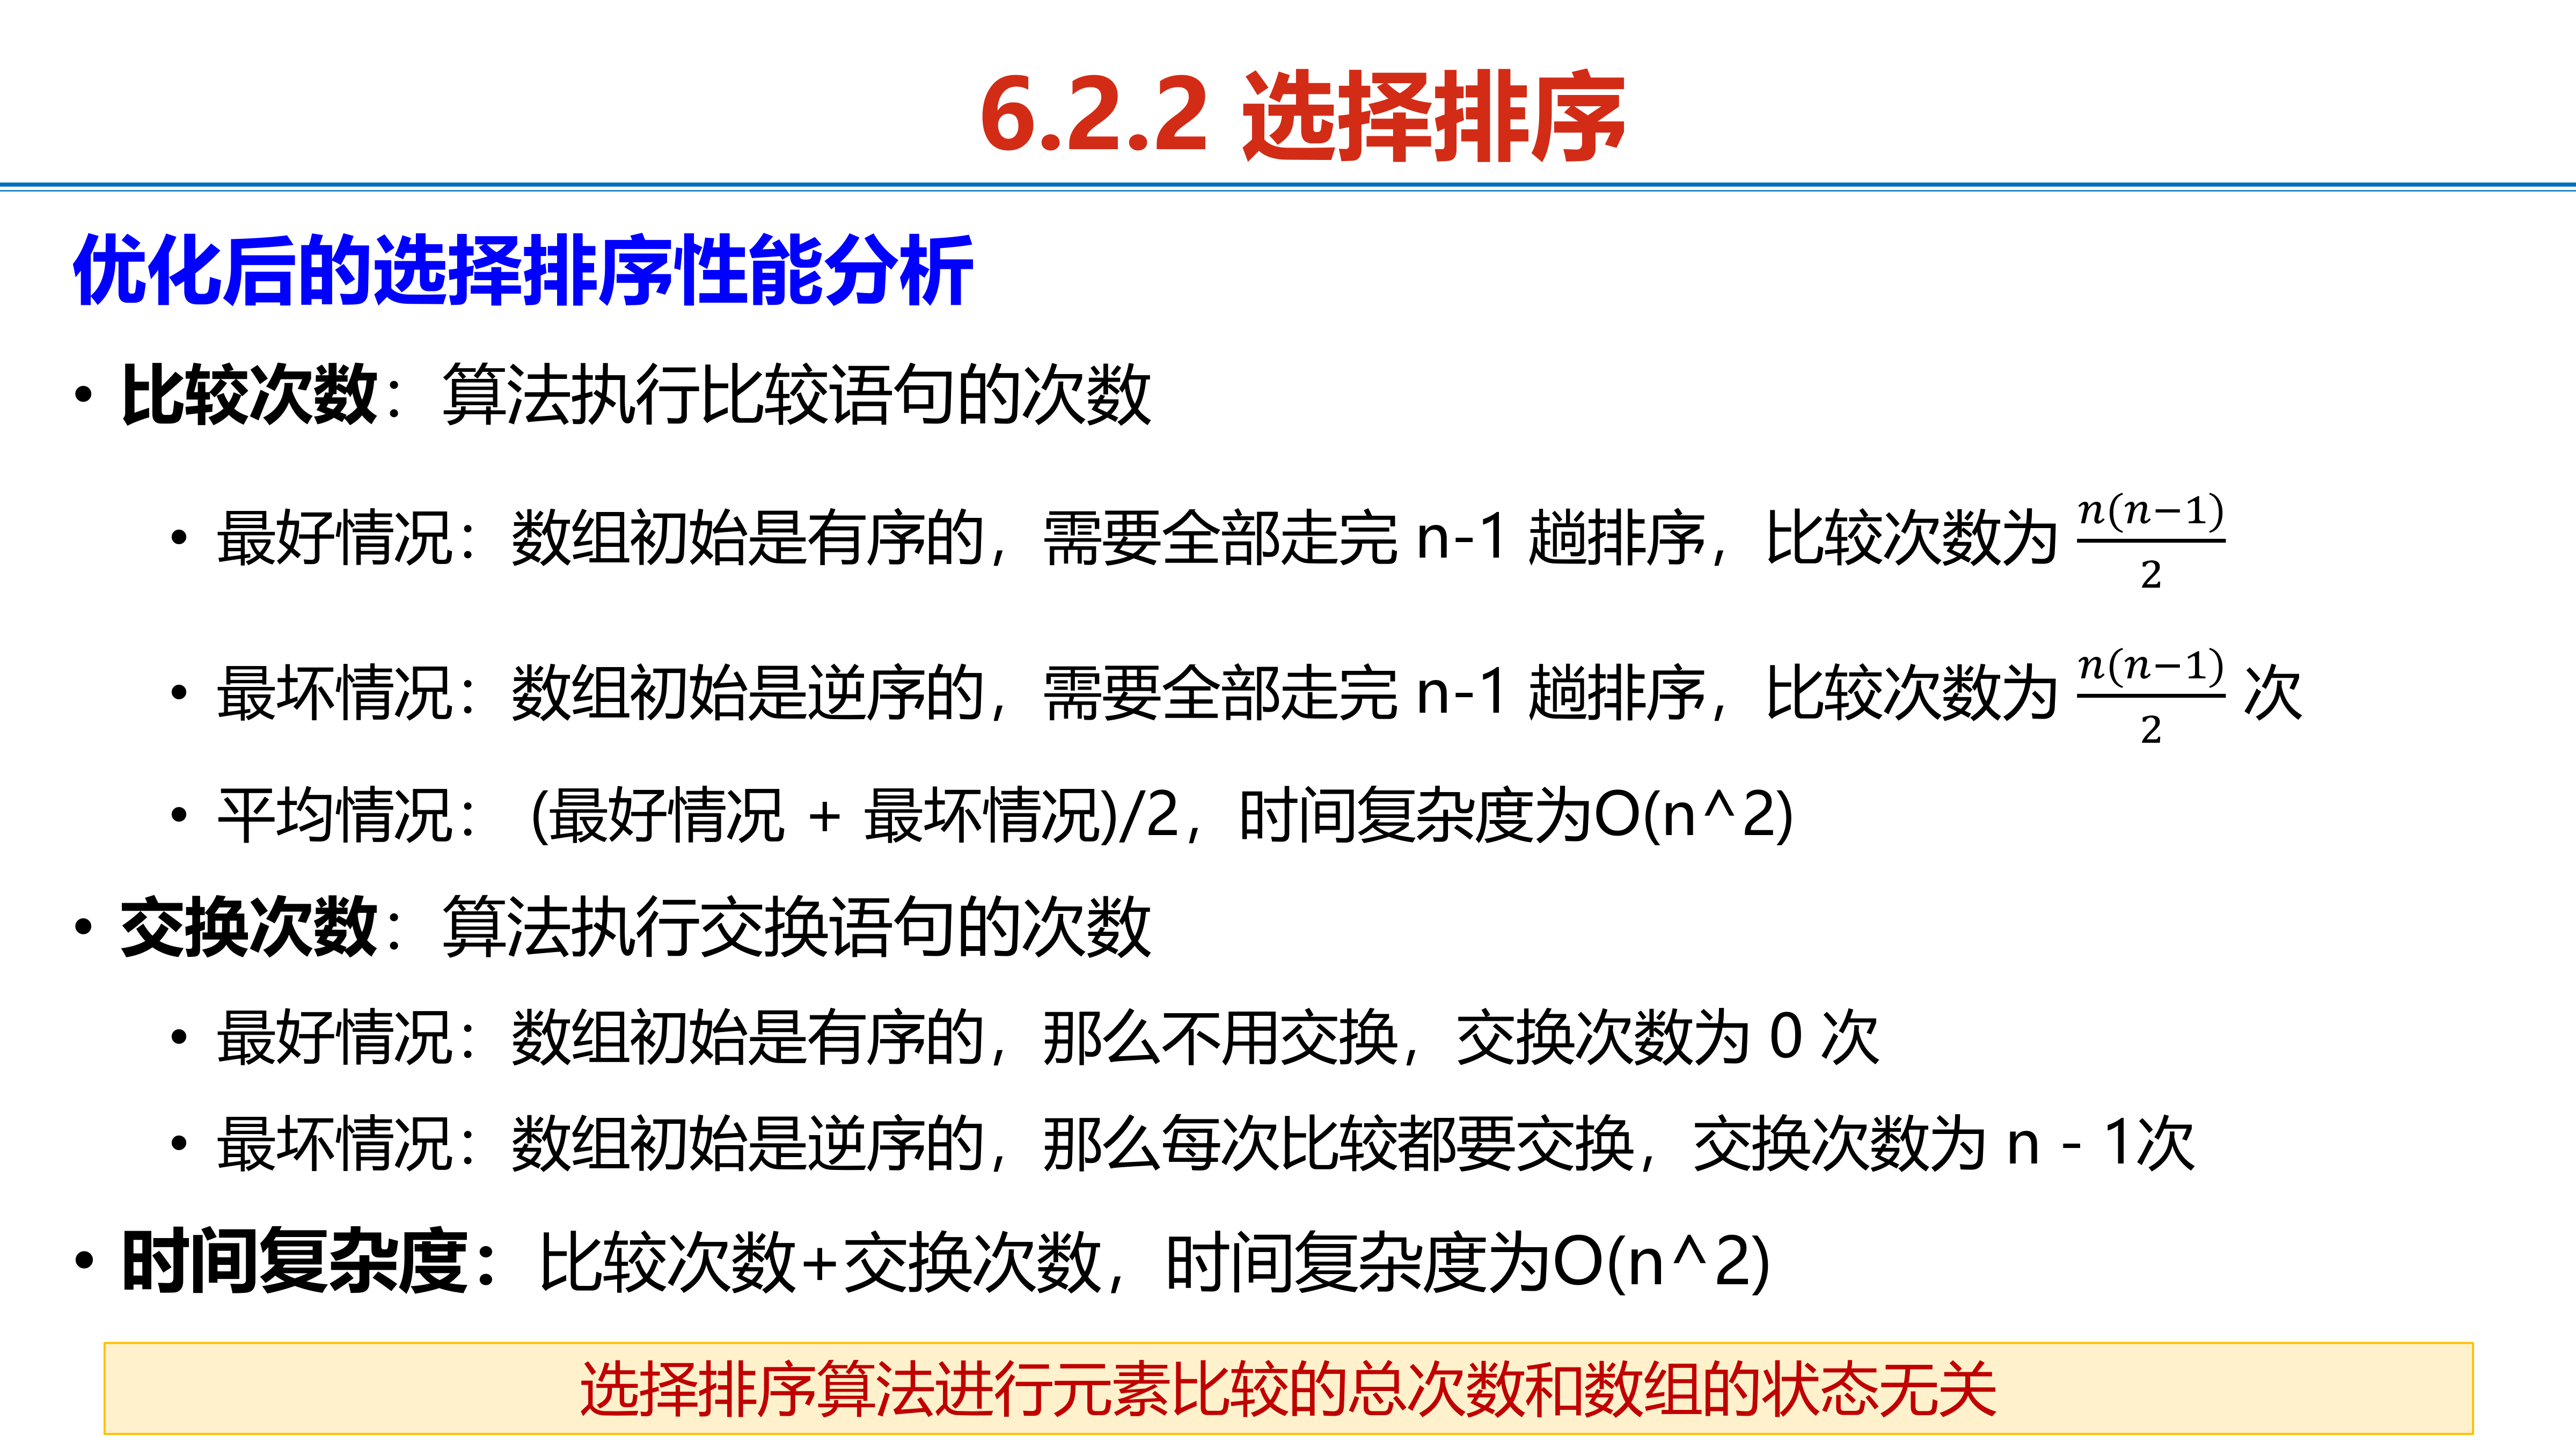 6.2.2 选择排序
优化后的选择排序性能分析
• 比较次数：算法执行比较语句的次数
• 最好情况：数组初始是有序的，需要全部走完 n-1 趟排序，比较次数为 n(n−1)/2
• 最坏情况：数组初始是逆序的，需要全部走完 n-1 趟排序，比较次数为 n(n−1)/2 次
• 平均情况： (最好情况 + 最坏情况)/2，时间复杂度为O(n^2)
• 交换次数：算法执行交换语句的次数
• 最好情况：数组初始是有序的，那么不用交换，交换次数为 0 次
• 最坏情况：数组初始是逆序的，那么每次比较都要交换，交换次数为 n - 1次
• 时间复杂度：比较次数+交换次数，时间复杂度为O(n^2)
选择排序算法进行元素比较的总次数和数组的状态无关